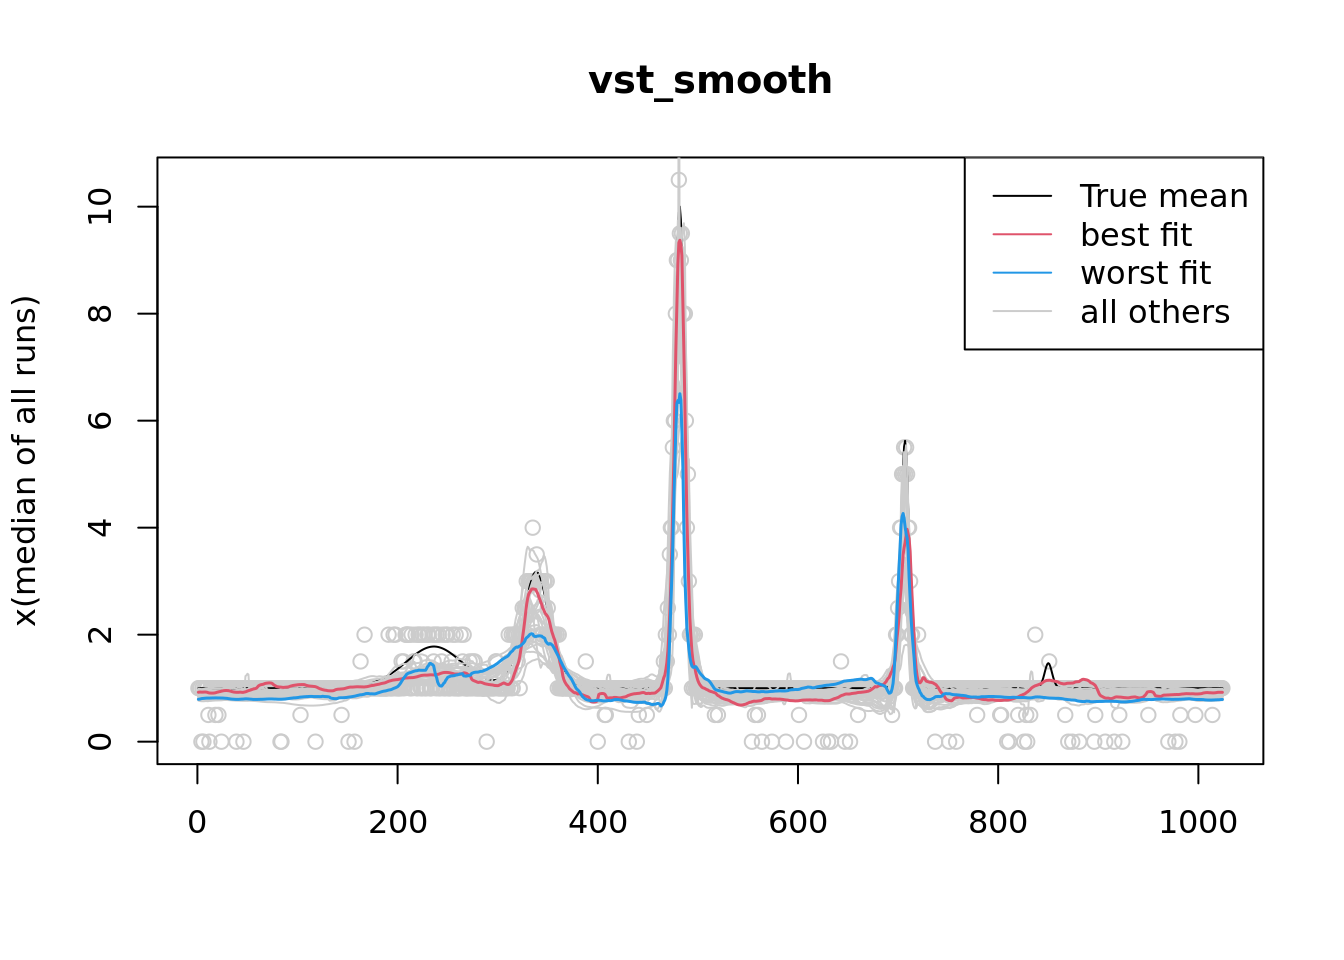 vst_smooth
x(median of all runs)
10
8
6
4
2
0
True mean
best fit
worst fit
all others
0 200 400 600 800 1000